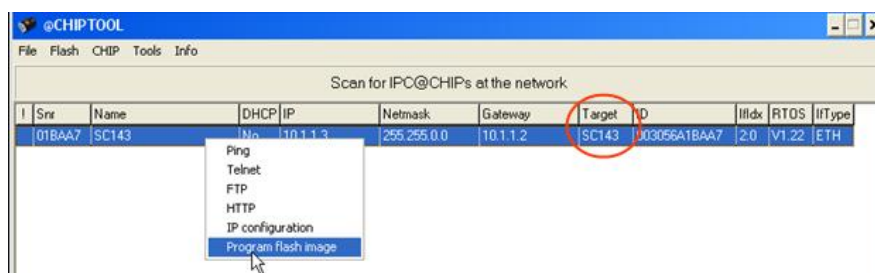 @CHIPTOOL
File Flash CHIP Tools Info
Scan for IPC@CHIPs at the network
! Snr Name DHCP IP Netmask Gateway Target ID IfIdx RTOS IfType
01BAA7 SC143 No 10.1.1.3 255.255.0.0 10.1.1.2 SC143 003056A1BAA7 2:0 V1.22 ETH
Ping
Telnet
FTP
HTTP
IP configuration
Program flash image